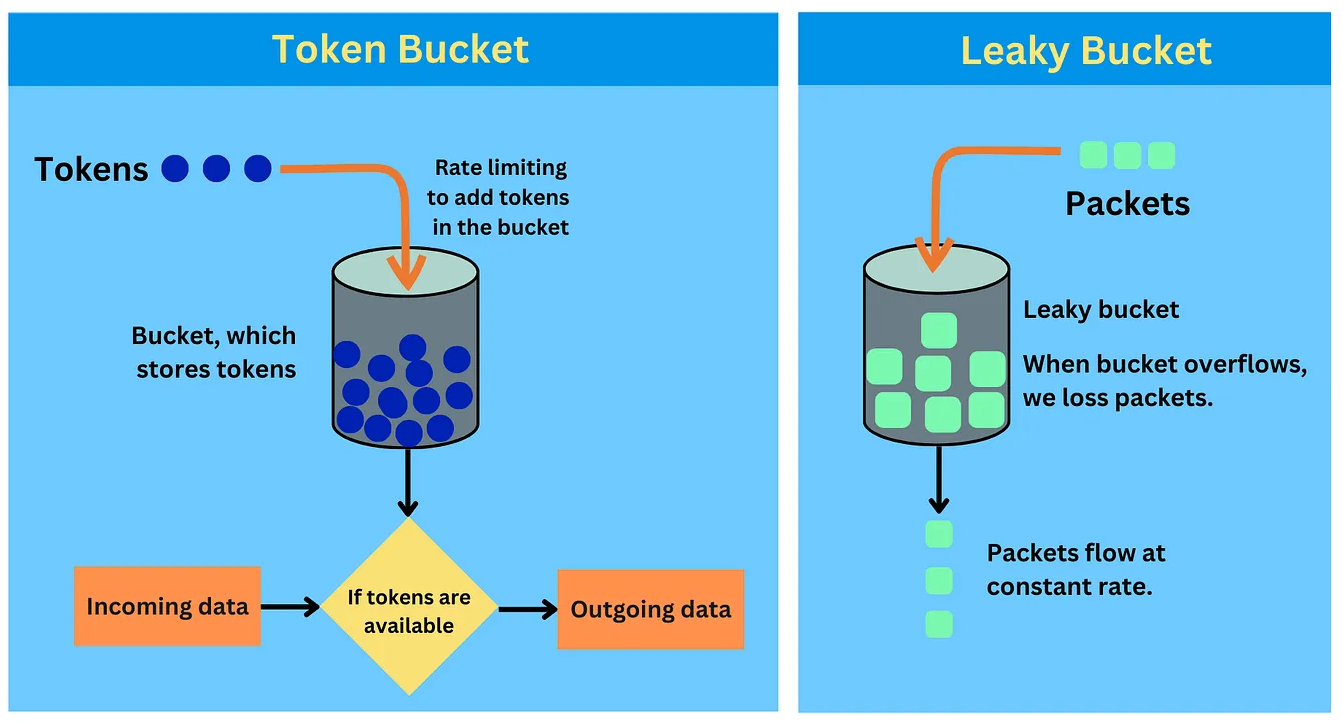 Token Bucket
Tokens
Rate limiting
to add tokens
in the bucket
Bucket, which
stores tokens
Incoming data
If tokens are
available
Outgoing data
Leaky Bucket
Packets
Leaky bucket
When bucket overflows,
we loss packets.
Packets flow at
constant rate.